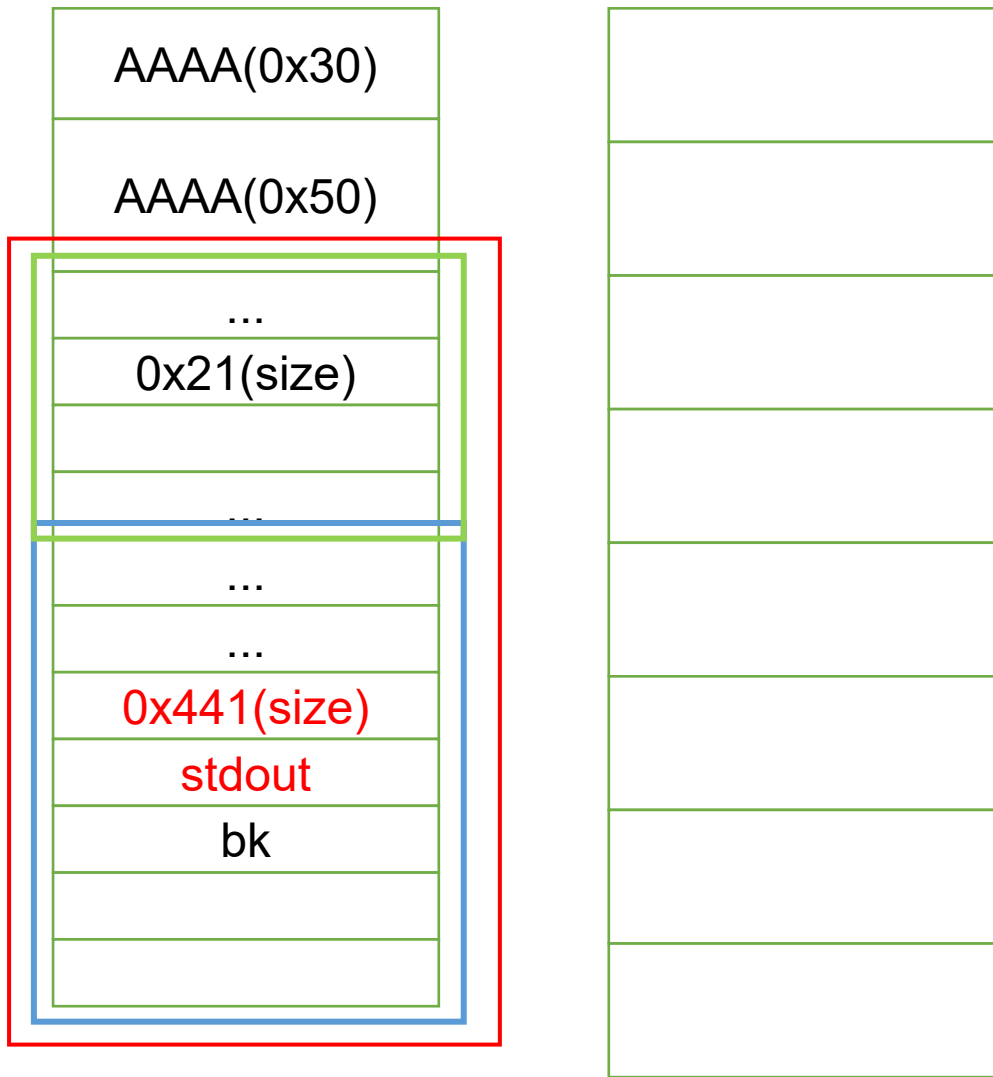 AAAA(0x30)
AAAA(0x50)
...
0x21(size)
...
...
...
0x441(size)
stdout
bk